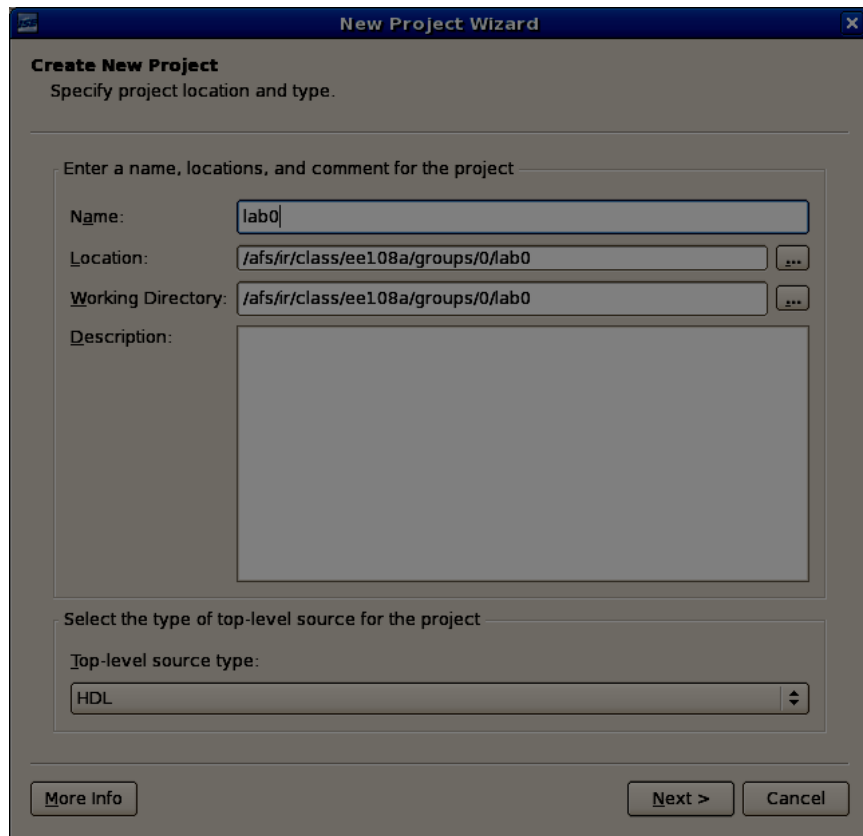 New Project Wizard
Create New Project
Specify project location and type.
Enter a name, locations, and comment for the project
Name: lab0
Location: /afs/ir/class/ee108a/groups/0/lab0 ...
Working Directory: /afs/ir/class/ee108a/groups/0/lab0 ...
Description:
Select the type of top-level source for the project
Top-level source type:
HDL
More Info Next > Cancel